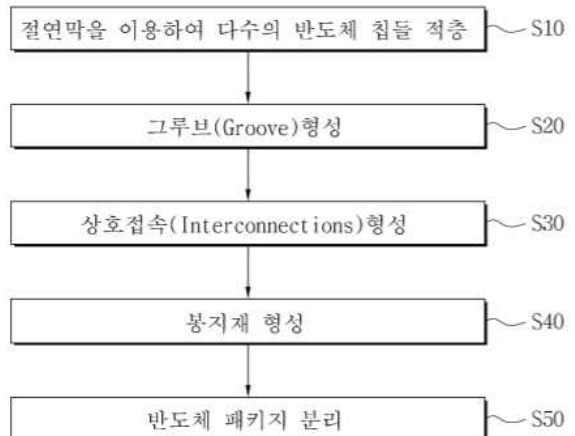 절연막을 이용하여 다수의 반도체 칩들 적층 S10
그루브(Groove)형성 S20
상호접속(Interconnections)형성 S30
봉지재 형성 S40
반도체 패키지 분리 S50